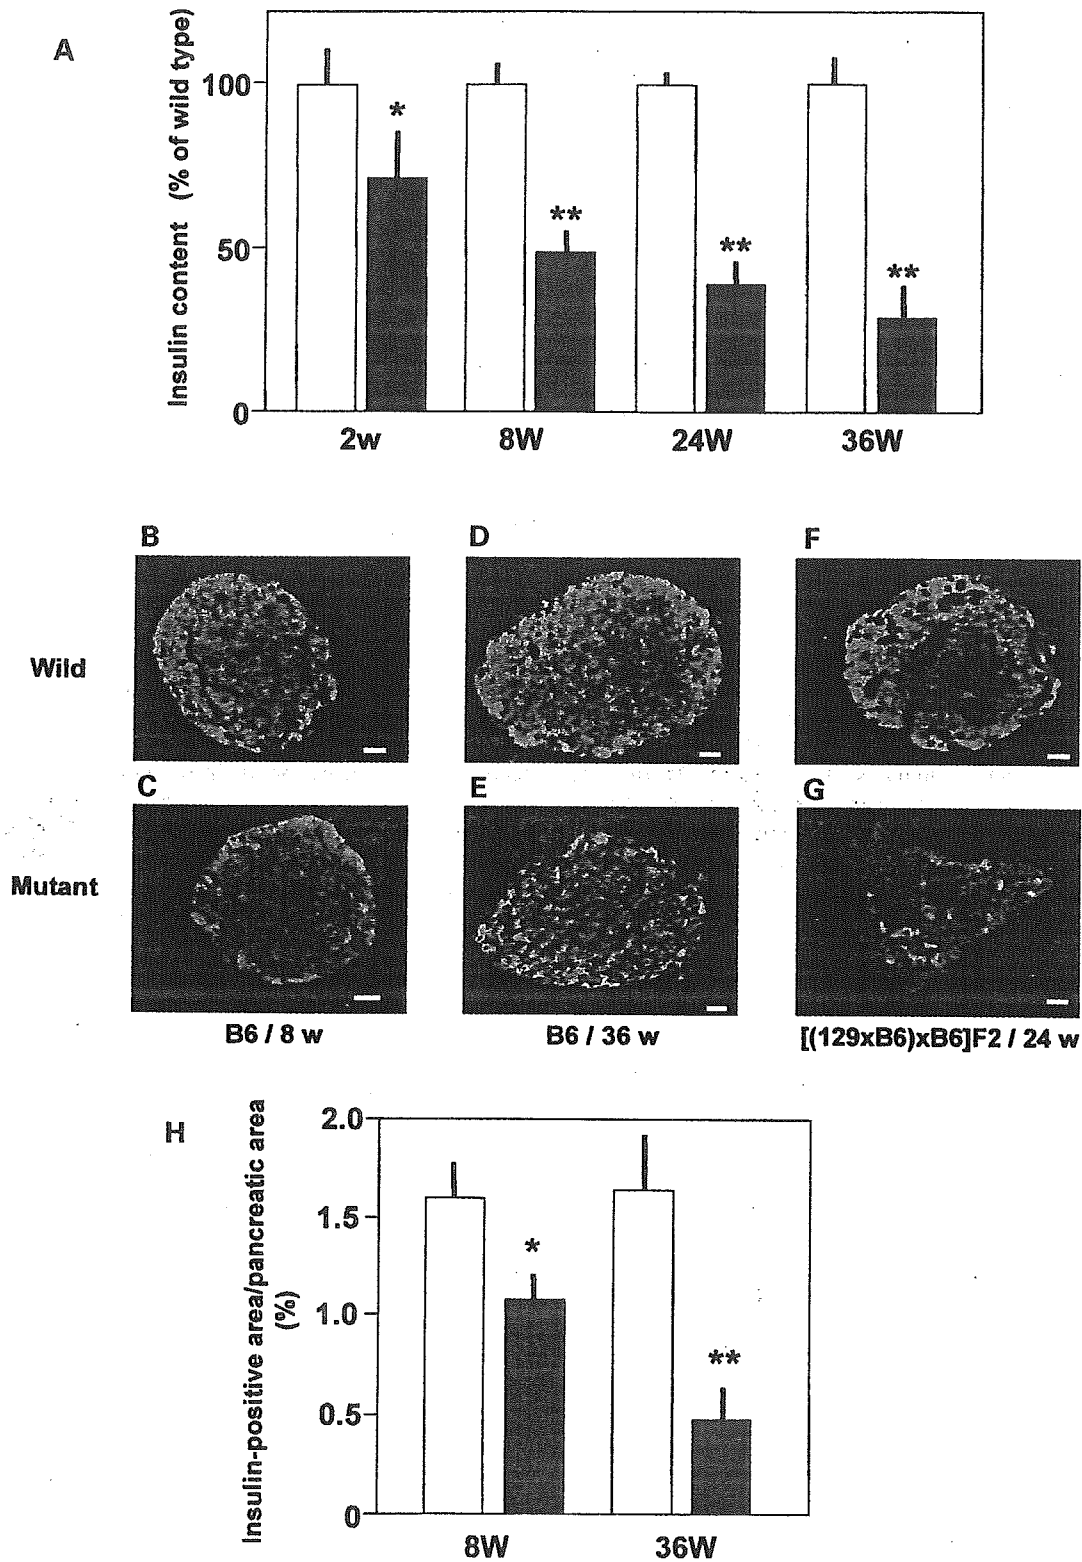 A
Insulin content (% of wild type)
100
50
0
*
**
**
**
2w 8W 24W 36W
B D F
Wild
C E G
Mutant
B6 / 8 w B6 / 36 w [(129xB6)xB6]F2 / 24 w
H
Insulin-positive area/pancreatic area
(%)
2.0
1.5
1.0
0.5
0
*
**
8W 36W